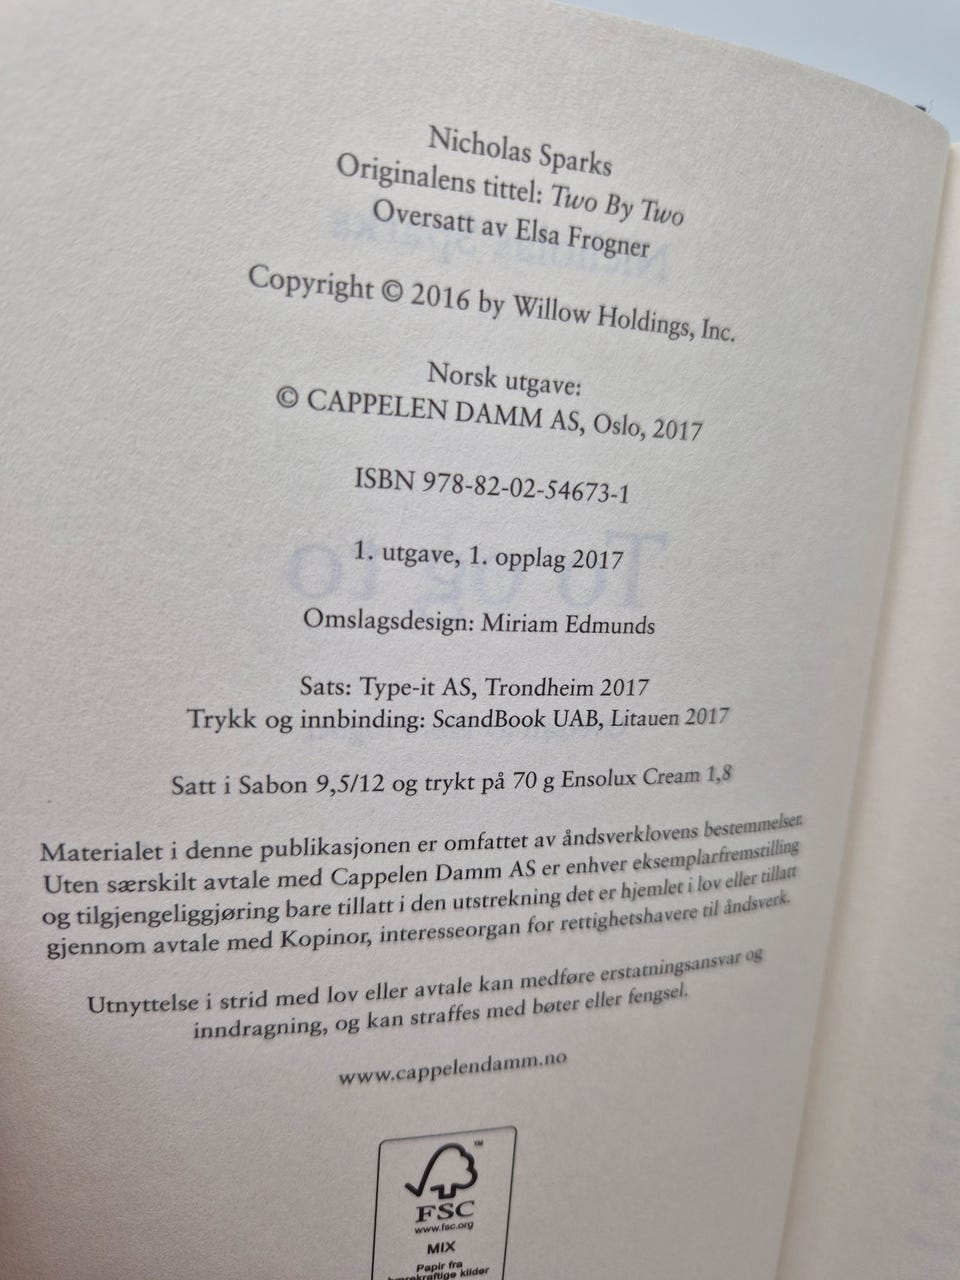 Nicholas Sparks
Originalens tittel: Two By Two
Oversatt av Elsa Frogner
Copyright © 2016 by Willow Holdings, Inc.
Norsk utgave:
© CAPPELEN DAMM AS, Oslo, 2017
ISBN 978-82-02-54673-1
1. utgave, 1. opplag 2017
Omslagsdesign: Miriam Edmunds
Sats: Type-it AS, Trondheim 2017
Trykk og innbinding: ScandBook UAB, Litauen 2017
Satt i Sabon 9,5/12 og trykt på 70 g Ensolux Cream 1,8
Materialet i denne publikasjonen er omfattet av åndsverklovens bestemmelser.
Uten særskilt avtale med Cappelen Damm AS er enhver eksemplarfremstilling
og tilgjengeliggjøring bare tillatt i den utstrekning det er hjemlet i lov eller tillatt
gjennom avtale med Kopinor, interesseorgan for rettighetshavere til åndsverk.
Utnyttelse i strid med lov eller avtale kan medføre erstatningsansvar og
inndragning, og kan straffes med bøter eller fengsel.
www.cappelendamm.no
™
FSC
www.fsc.org
MIX
Papir fra
bærekraftige kilder